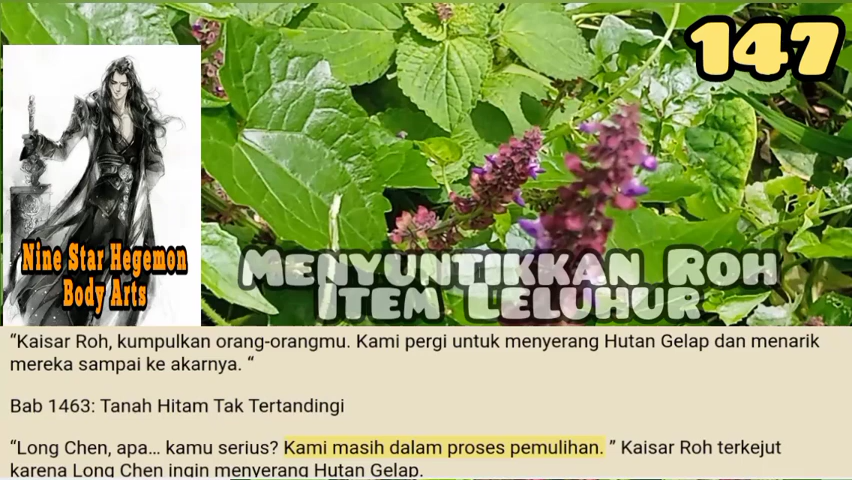 147
Nine Star Hegemon
Body Arts
Menyuntikkan Roh
Item Leluhur
“Kaisar Roh, kumpulkan orang-orangmu. Kami pergi untuk menyerang Hutan Gelap dan menarik
mereka sampai ke akarnya. “
Bab 1463: Tanah Hitam Tak Tertandingi
“Long Chen, apa… kamu serius? Kami masih dalam proses pemulihan. ” Kaisar Roh terkejut
karena Long Chen ingin menyerang Hutan Gelap.